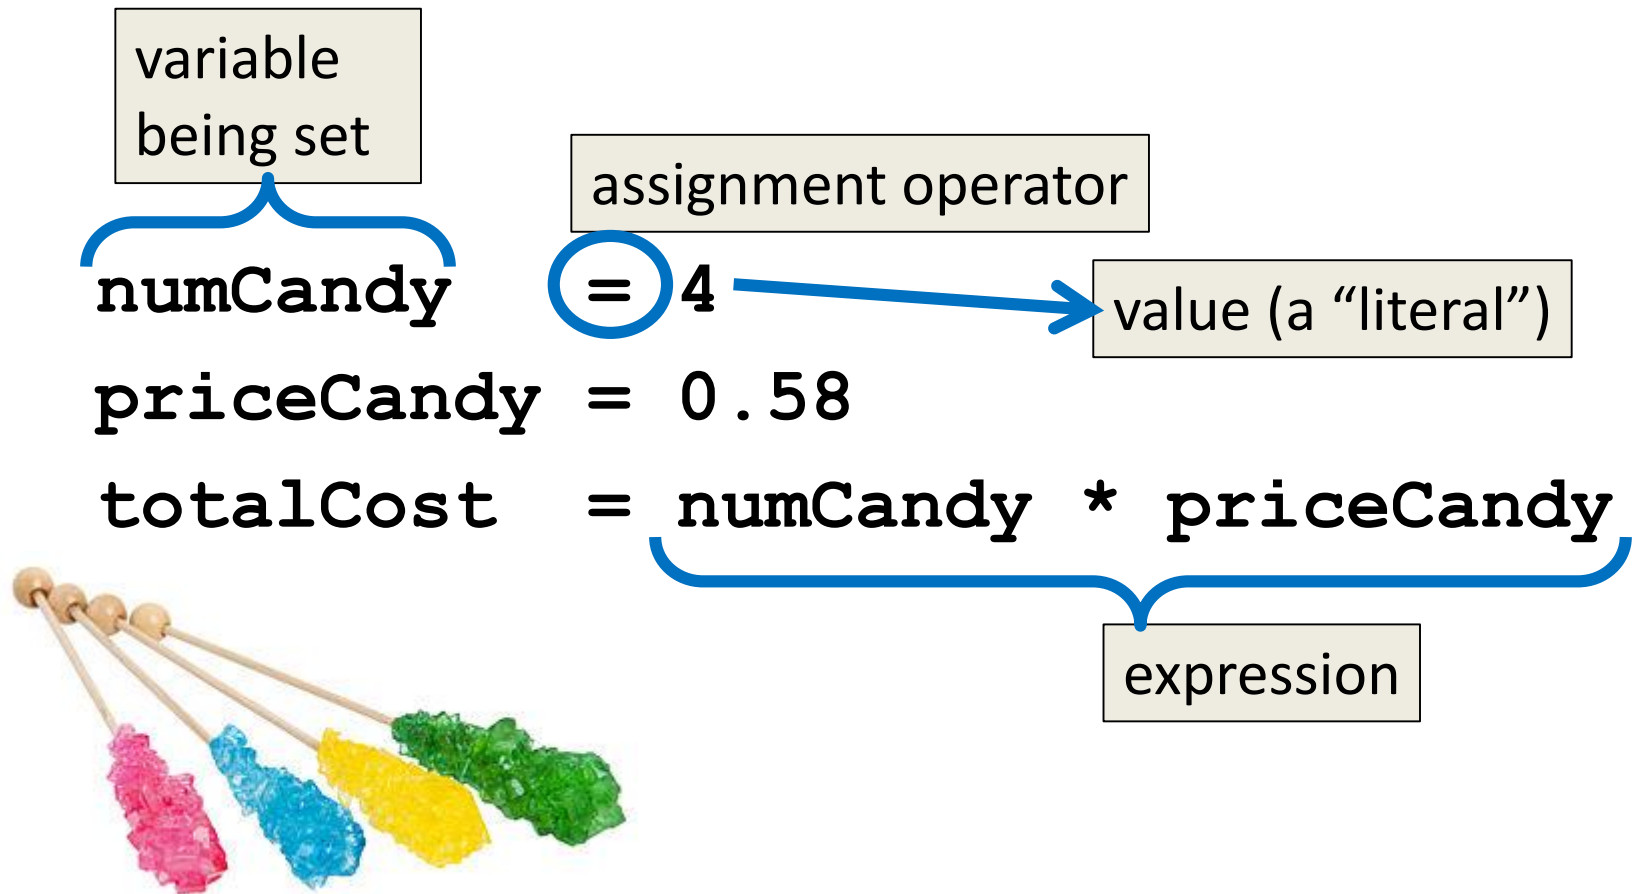 variable
being set
assignment operator
numCandy = 4
value (a “literal”)
priceCandy = 0.58
totalCost = numCandy * priceCandy
expression